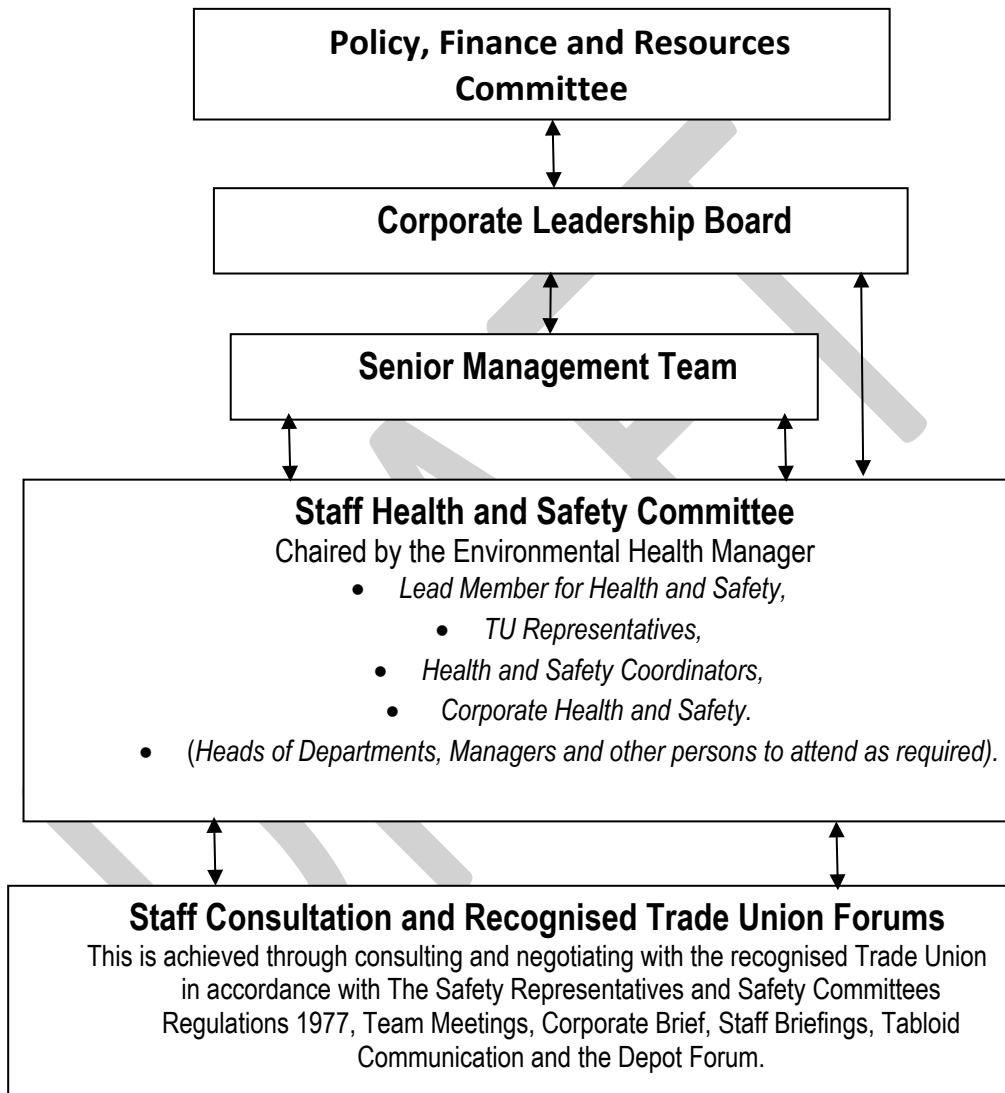 Policy, Finance and Resources
Committee
Corporate Leadership Board
Senior Management Team
Staff Health and Safety Committee
Chaired by the Environmental Health Manager
• Lead Member for Health and Safety,
• TU Representatives,
• Health and Safety Coordinators,
• Corporate Health and Safety.
• (Heads of Departments, Managers and other persons to attend as required).
Staff Consultation and Recognised Trade Union Forums
This is achieved through consulting and negotiating with the recognised Trade Union
in accordance with The Safety Representatives and Safety Committees
Regulations 1977, Team Meetings, Corporate Brief, Staff Briefings, Tabloid
Communication and the Depot Forum.
DRAFT